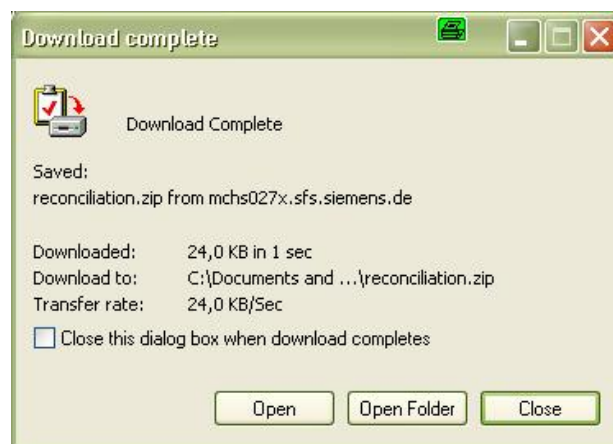 Download complete
Download Complete
Saved:
reconciliation.zip from mchs027x.sfs.siemens.de
Downloaded: 24,0 KB in 1 sec
Download to: C:\Documents and ...\reconciliation.zip
Transfer rate: 24,0 KB/Sec
Close this dialog box when download completes
Open Open Folder Close